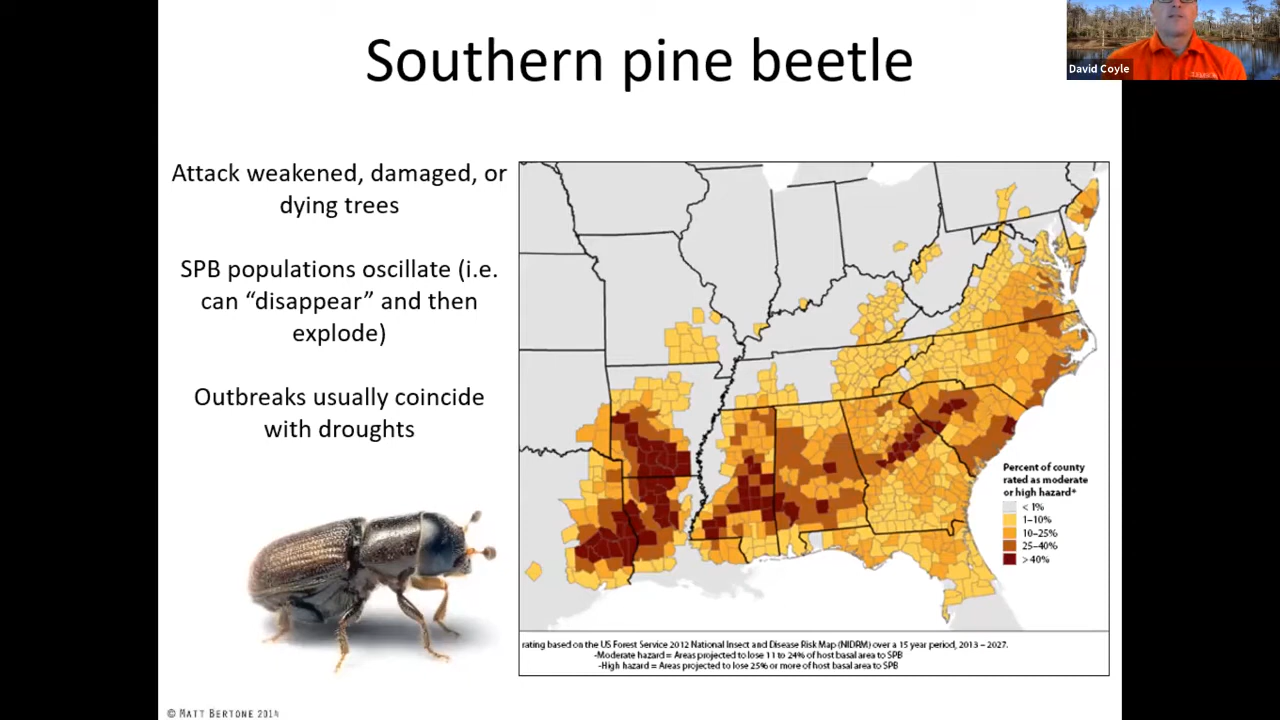 Southern pine beetle
David Coyle
Attack weakened, damaged, or
dying trees
SPB populations oscillate (i.e.
can “disappear” and then
explode)
Outbreaks usually coincide
with droughts
Percent of county
rated as moderate
or high hazard*
< 1%
1–10%
10–25%
25–40%
>40%
rating based on the US Forest Service 2012 National Insect and Disease Risk Map (NIDRM) over a 15 year period, 2013 – 2027.
-Moderate hazard = Areas projected to lose 11 to 24% of host basal area to SPB
-High hazard = Areas projected to lose 25% or more of host basal area to SPB
© MATT BERTONE 2014